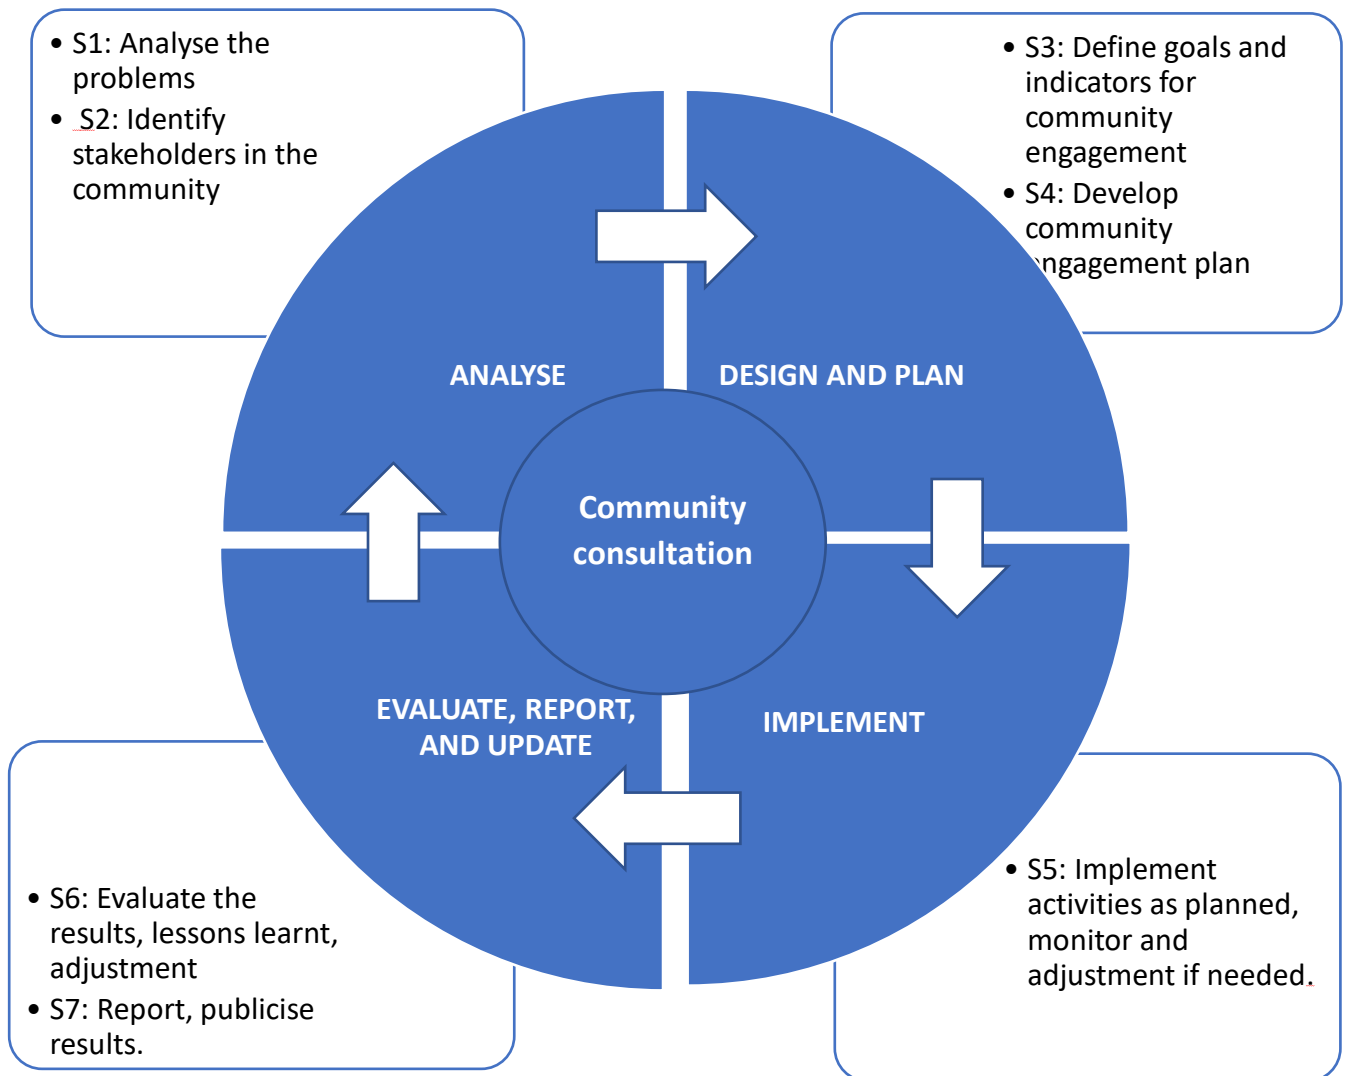 • S1: Analyse the
problems
• S2: Identify
stakeholders in the
community
• S3: Define goals and
indicators for
community
engagement
• S4: Develop
community
ngagement plan
ANALYSE
DESIGN AND PLAN
Community
consultation
EVALUATE, REPORT,
AND UPDATE
IMPLEMENT
• S6: Evaluate the
results, lessons learnt,
adjustment
• S7: Report, publicise
results.
• S5: Implement
activities as planned,
monitor and
adjustment if needed.